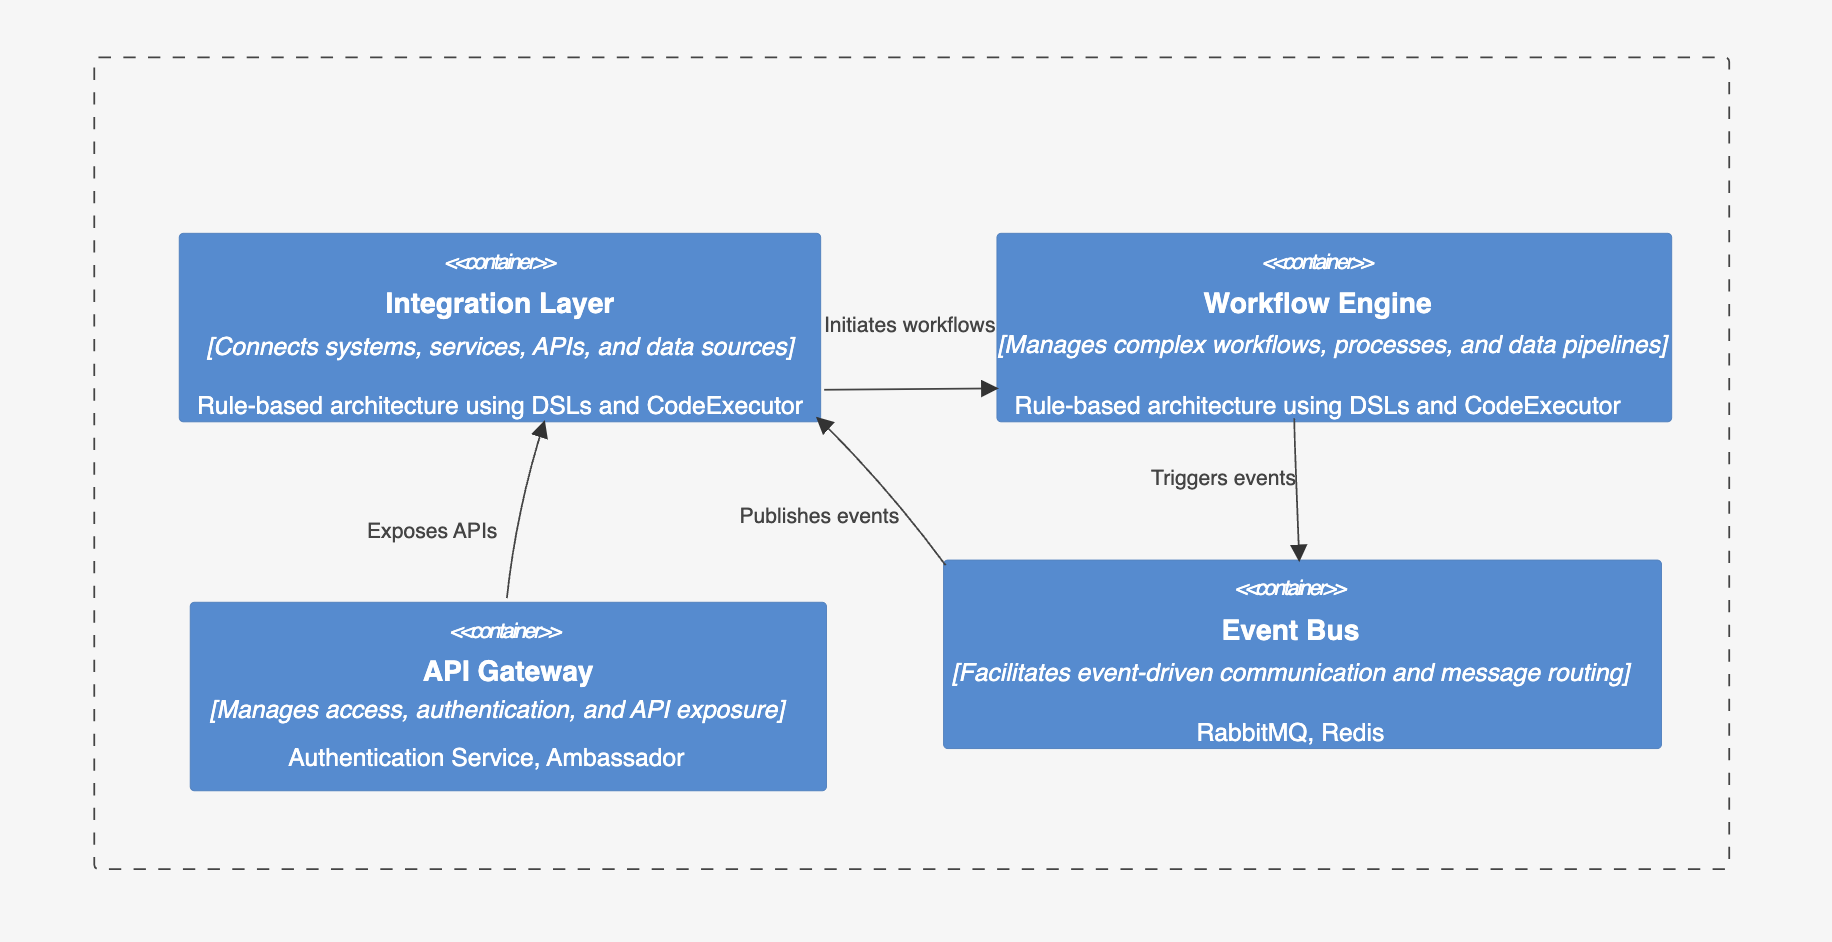 <<container>>
Integration Layer
[Connects systems, services, APIs, and data sources]
Rule-based architecture using DSLs and CodeExecutor
Initiates workflows
<<container>>
Workflow Engine
[Manages complex workflows, processes, and data pipelines]
Rule-based architecture using DSLs and CodeExecutor
Triggers events
Publishes events
Exposes APIs
<<container>>
API Gateway
[Manages access, authentication, and API exposure]
Authentication Service, Ambassador
<<container>>
Event Bus
[Facilitates event-driven communication and message routing]
RabbitMQ, Redis